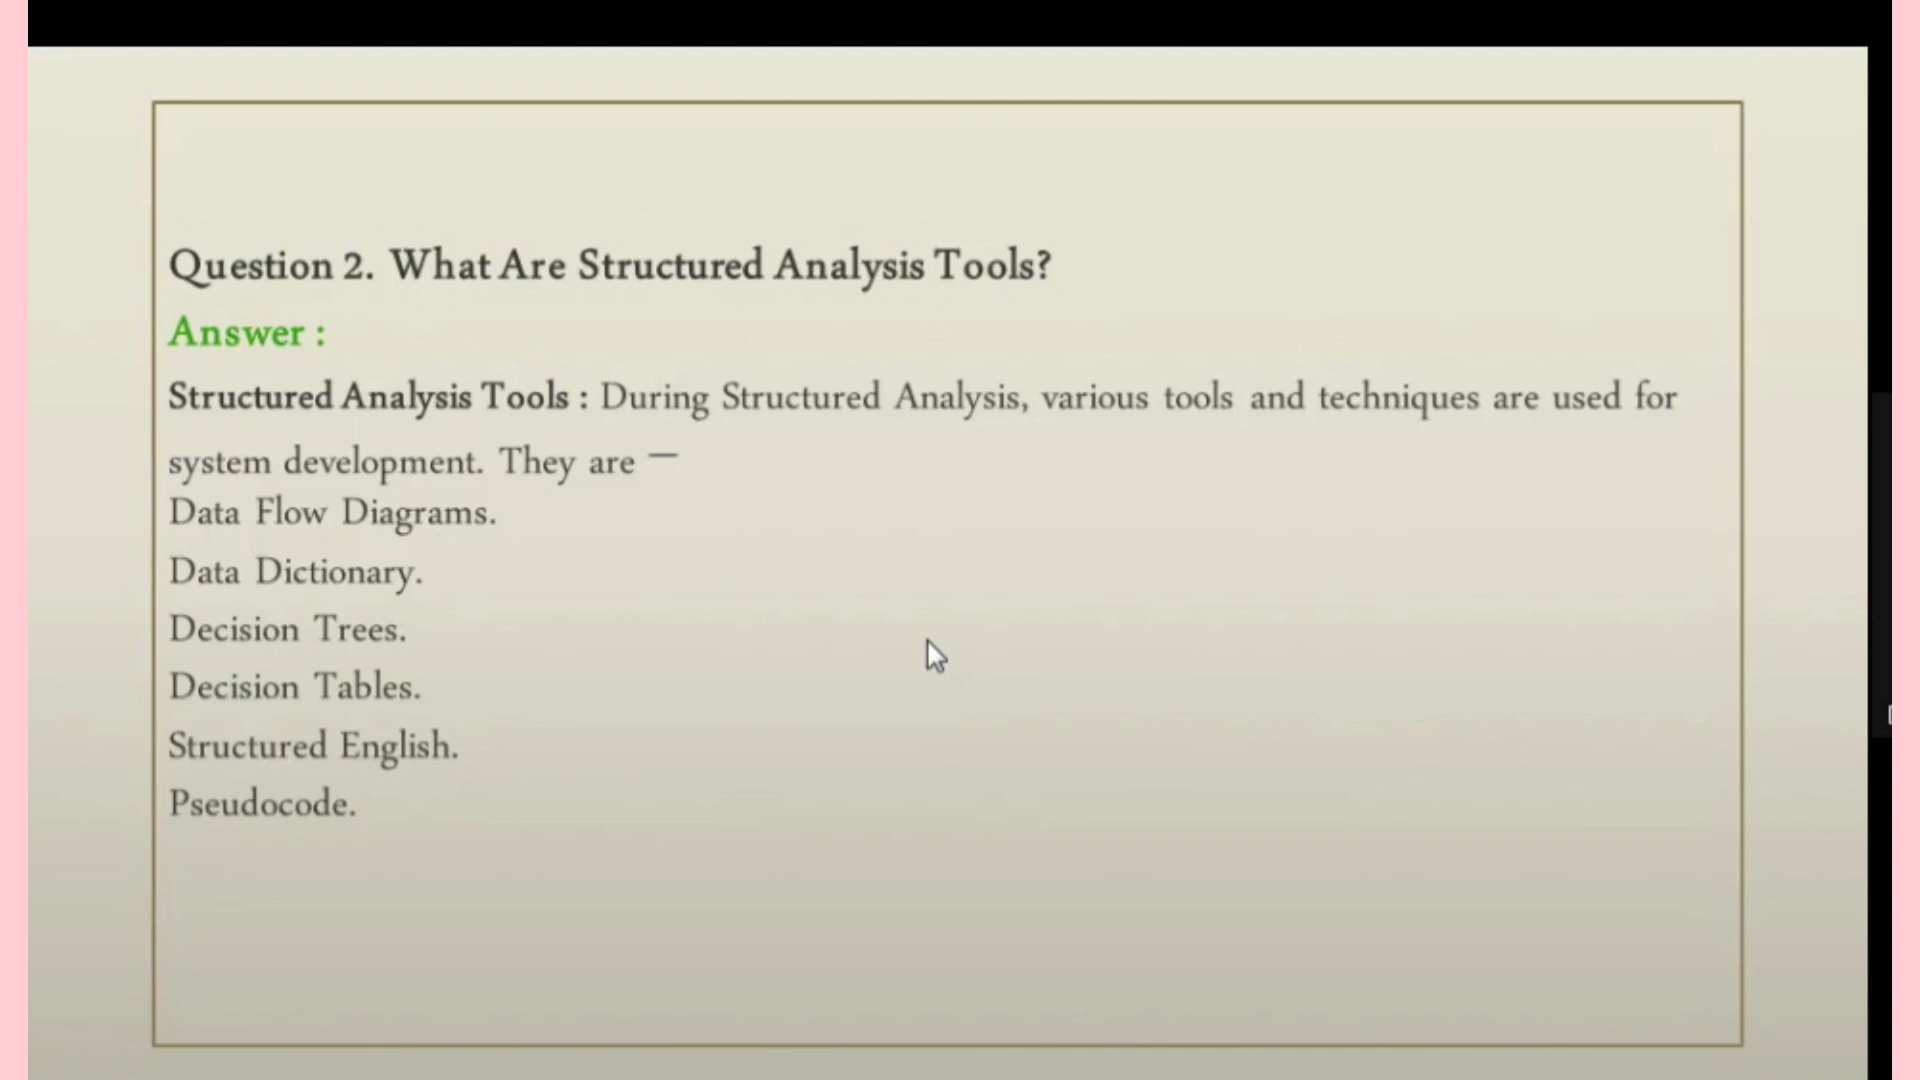 Question 2. What Are Structured Analysis Tools?
Answer :
Structured Analysis Tools : During Structured Analysis, various tools and techniques are used for
system development. They are —
Data Flow Diagrams.
Data Dictionary.
Decision Trees.
Decision Tables.
Structured English.
Pseudocode.